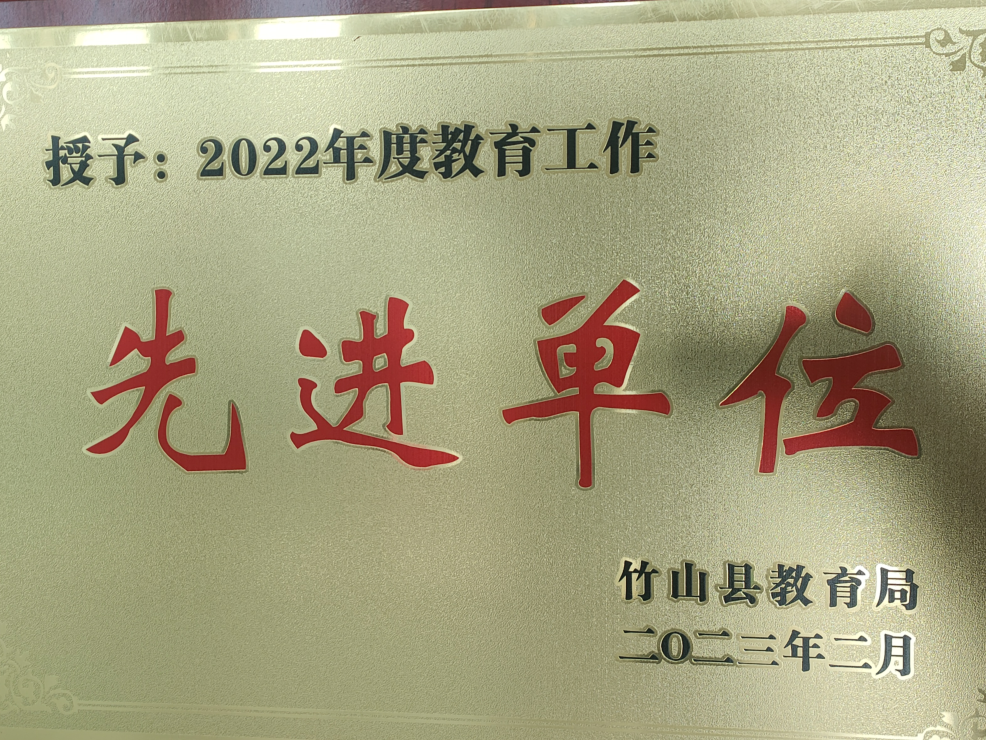 授予：2022年度教育工作
先进单位
竹山县教育局
二〇二三年二月